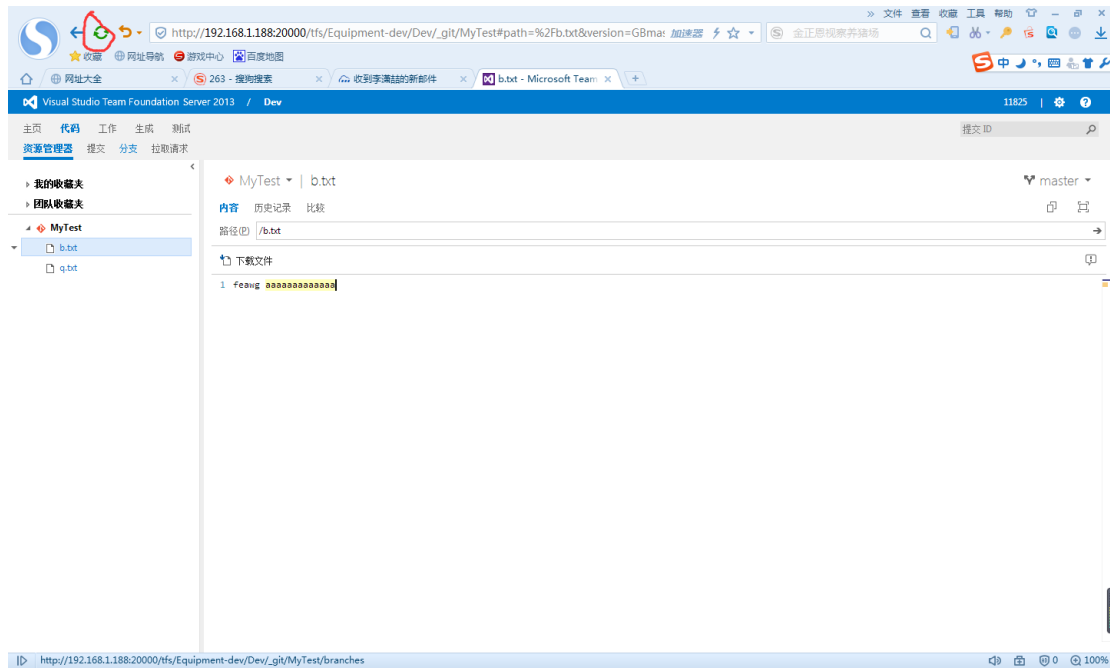 » 文件 查看 收藏 工具 帮助
http://192.168.1.188:20000/tfs/Equipment-dev/Dev/_git/MyTest#path=%2Fb.txt&version=GBmas 加速器 金正恩视察养猪场
收藏 网址导航 游戏中心 百度地图
网址大全 263 - 搜狗搜索 收到李潇喆的新邮件 b.txt - Microsoft Team
中
Visual Studio Team Foundation Server 2013 / Dev 11825 |
主页 代码 工作 生成 测试 提交 ID
资源管理器 提交 分支 拉取请求
我的收藏夹
团队收藏夹
MyTest
b.txt
q.txt
MyTest | b.txt master
内容 历史记录 比较
路径(P) /b.txt
下载文件
1 feawg aaaaaaaaaaaaa
http://192.168.1.188:20000/tfs/Equipment-dev/Dev/_git/MyTest/branches 0 100%